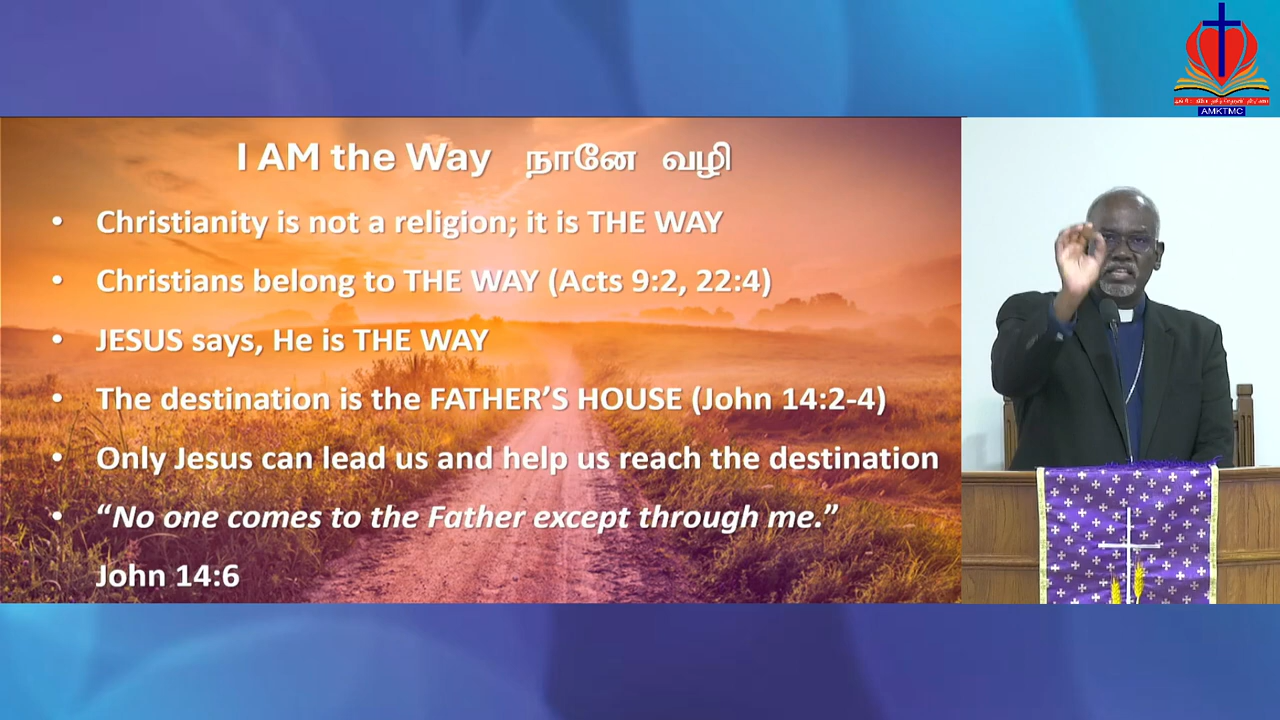 AMKTMC
I AM the Way நானே வழி
• Christianity is not a religion; it is THE WAY
• Christians belong to THE WAY (Acts 9:2, 22:4)
• JESUS says, He is THE WAY
• The destination is the FATHER’S HOUSE (John 14:2-4)
• Only Jesus can lead us and help us reach the destination
• “No one comes to the Father except through me.”
John 14:6